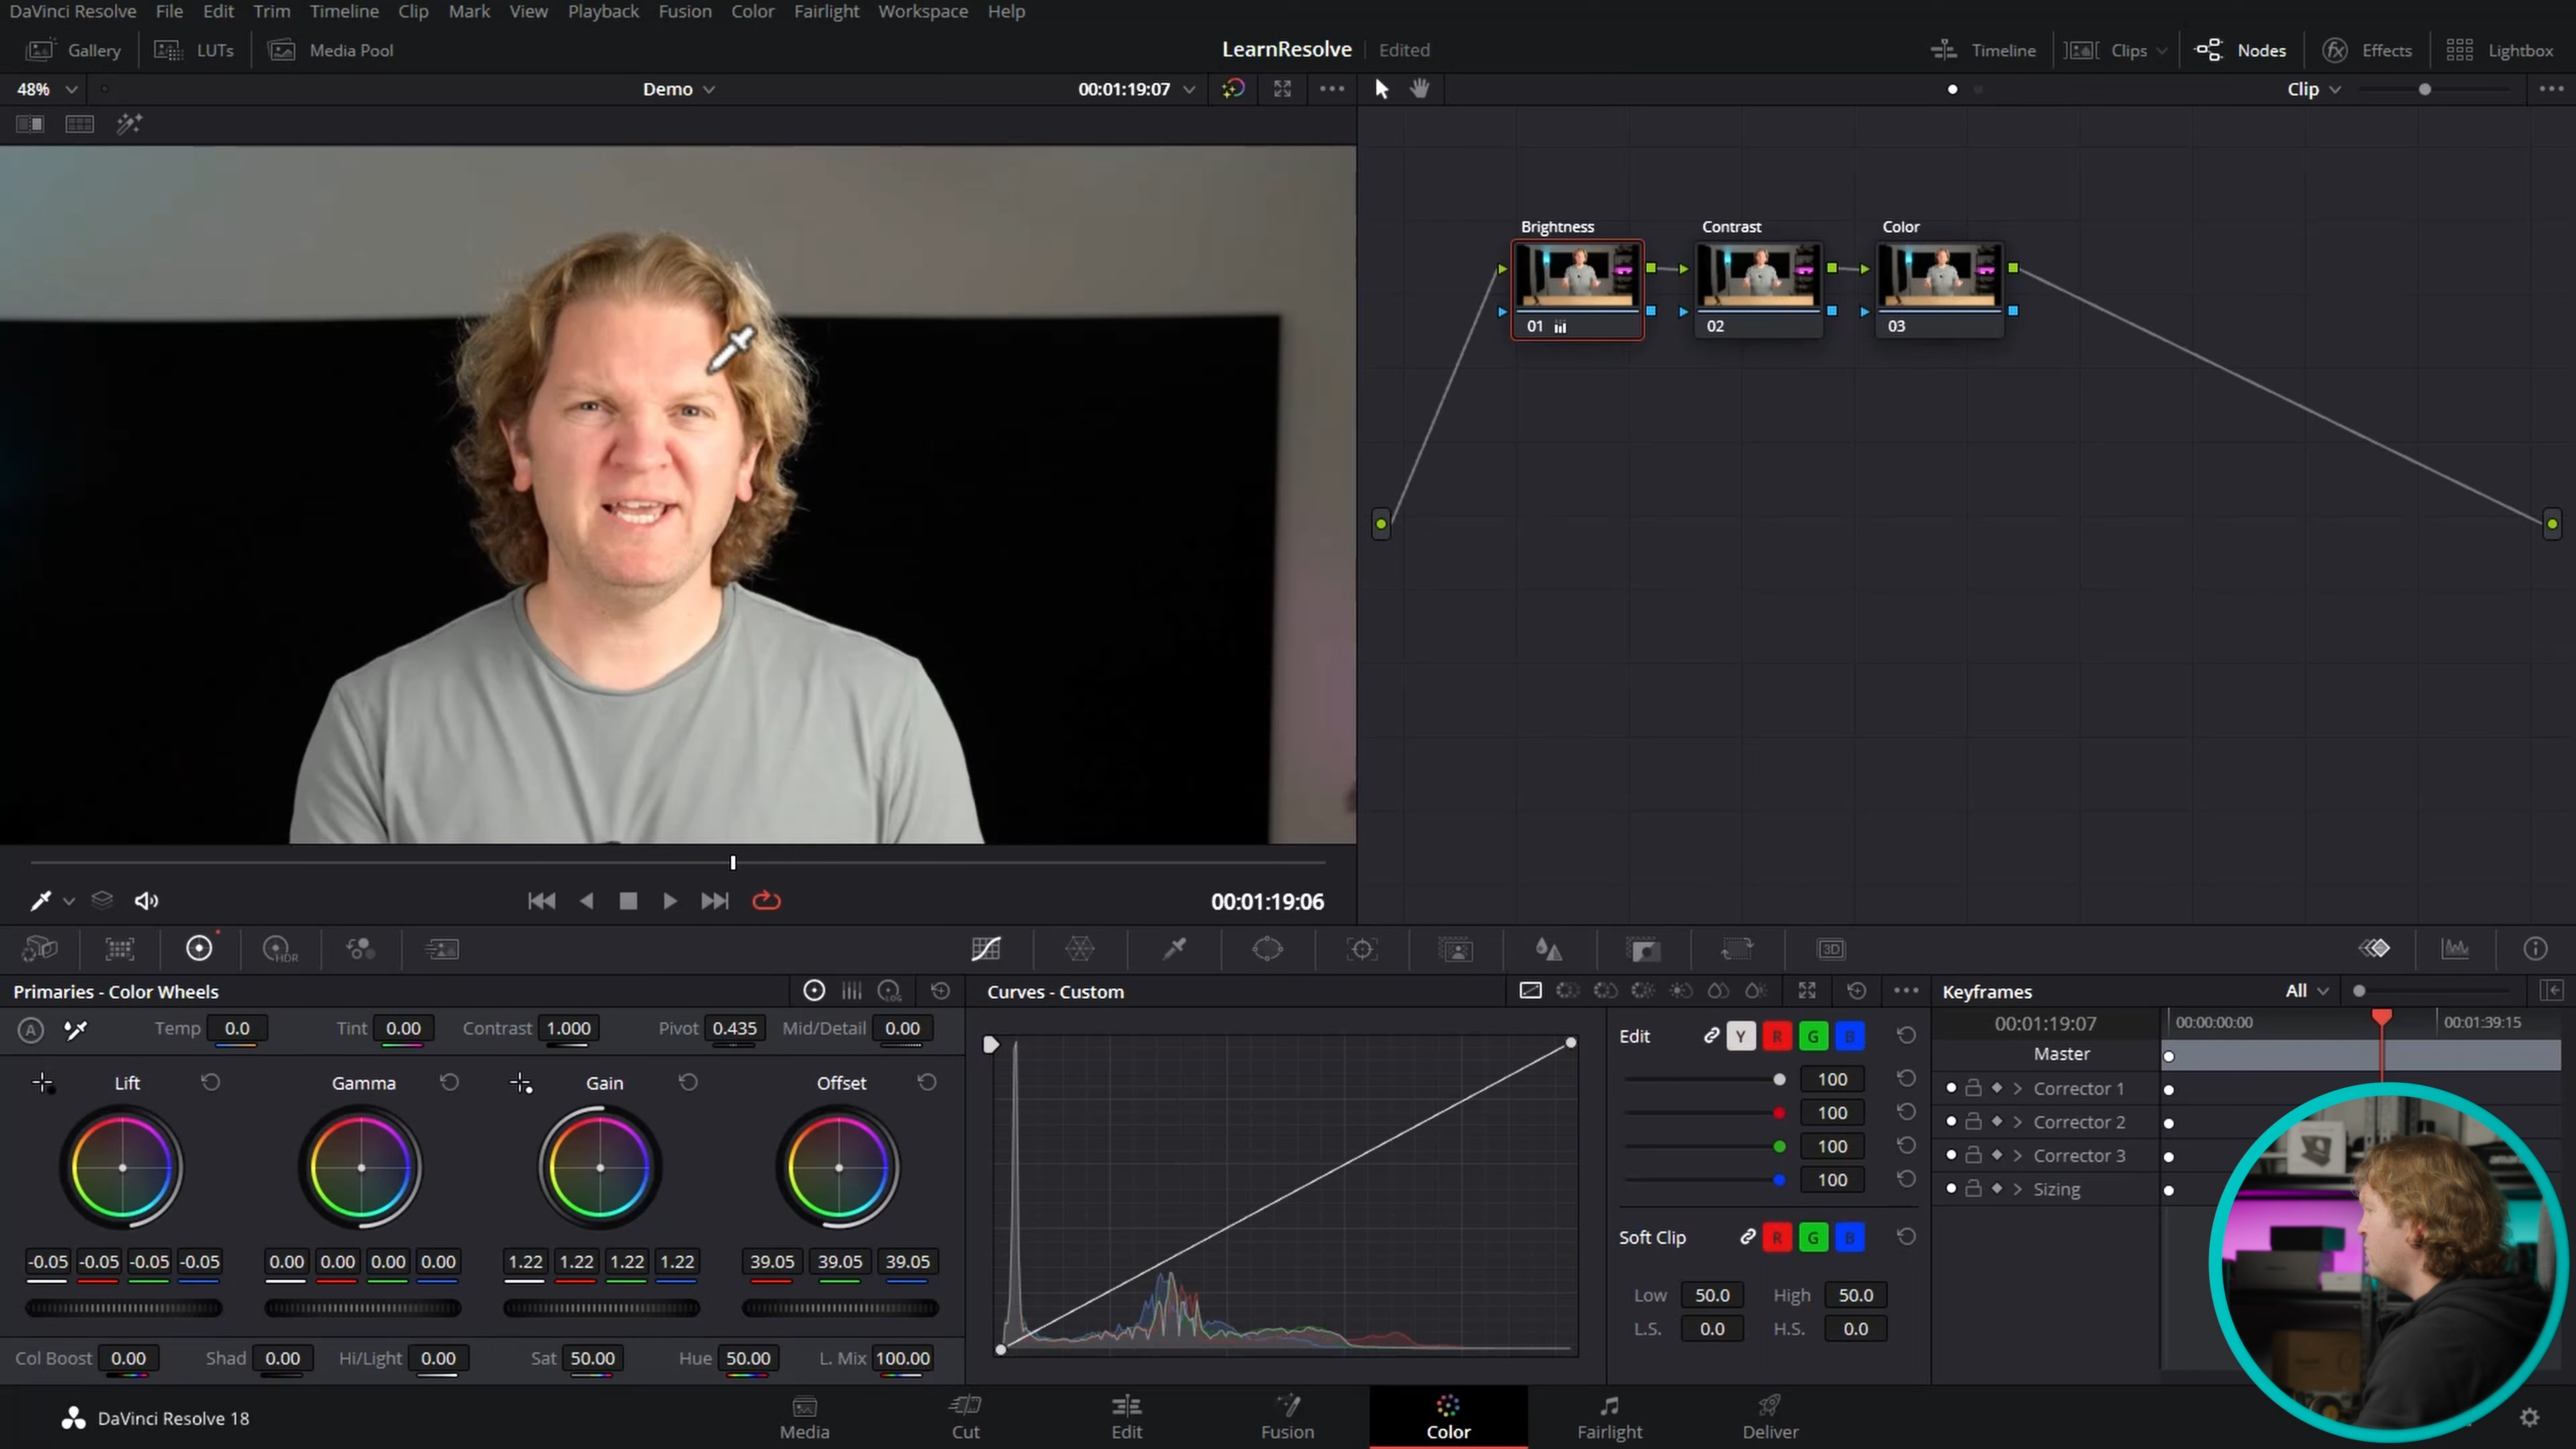 DaVinci Resolve File Edit Trim Timeline Clip Mark View Playback Fusion Color Fairlight Workspace Help
Gallery LUTs Media Pool LearnResolve Edited Timeline Clips Nodes Effects Lightbox
48% Demo 00:01:19:07 Clip
Brightness Contrast Color
01 02 03
00:01:19:06
HDR 3D
Primaries - Color Wheels Curves - Custom Keyframes All
Temp 0.0 Tint 0.00 Contrast 1.000 Pivot 0.435 Mid/Detail 0.00
Edit Y R G B
00:01:19:07 00:00:00:00 00:01:39:15
Master
Lift Gamma Gain Offset
100
100
100
100
Corrector 1
Corrector 2
Corrector 3
Sizing
-0.05 -0.05 -0.05 -0.05 0.00 0.00 0.00 0.00 1.22 1.22 1.22 1.22 39.05 39.05 39.05
Soft Clip R G B
Low 50.0 High 50.0
L.S. 0.0 H.S. 0.0
Col Boost 0.00 Shad 0.00 Hi/Light 0.00 Sat 50.00 Hue 50.00 L. Mix 100.00
DaVinci Resolve 18 Media Cut Edit Fusion Color Fairlight Deliver